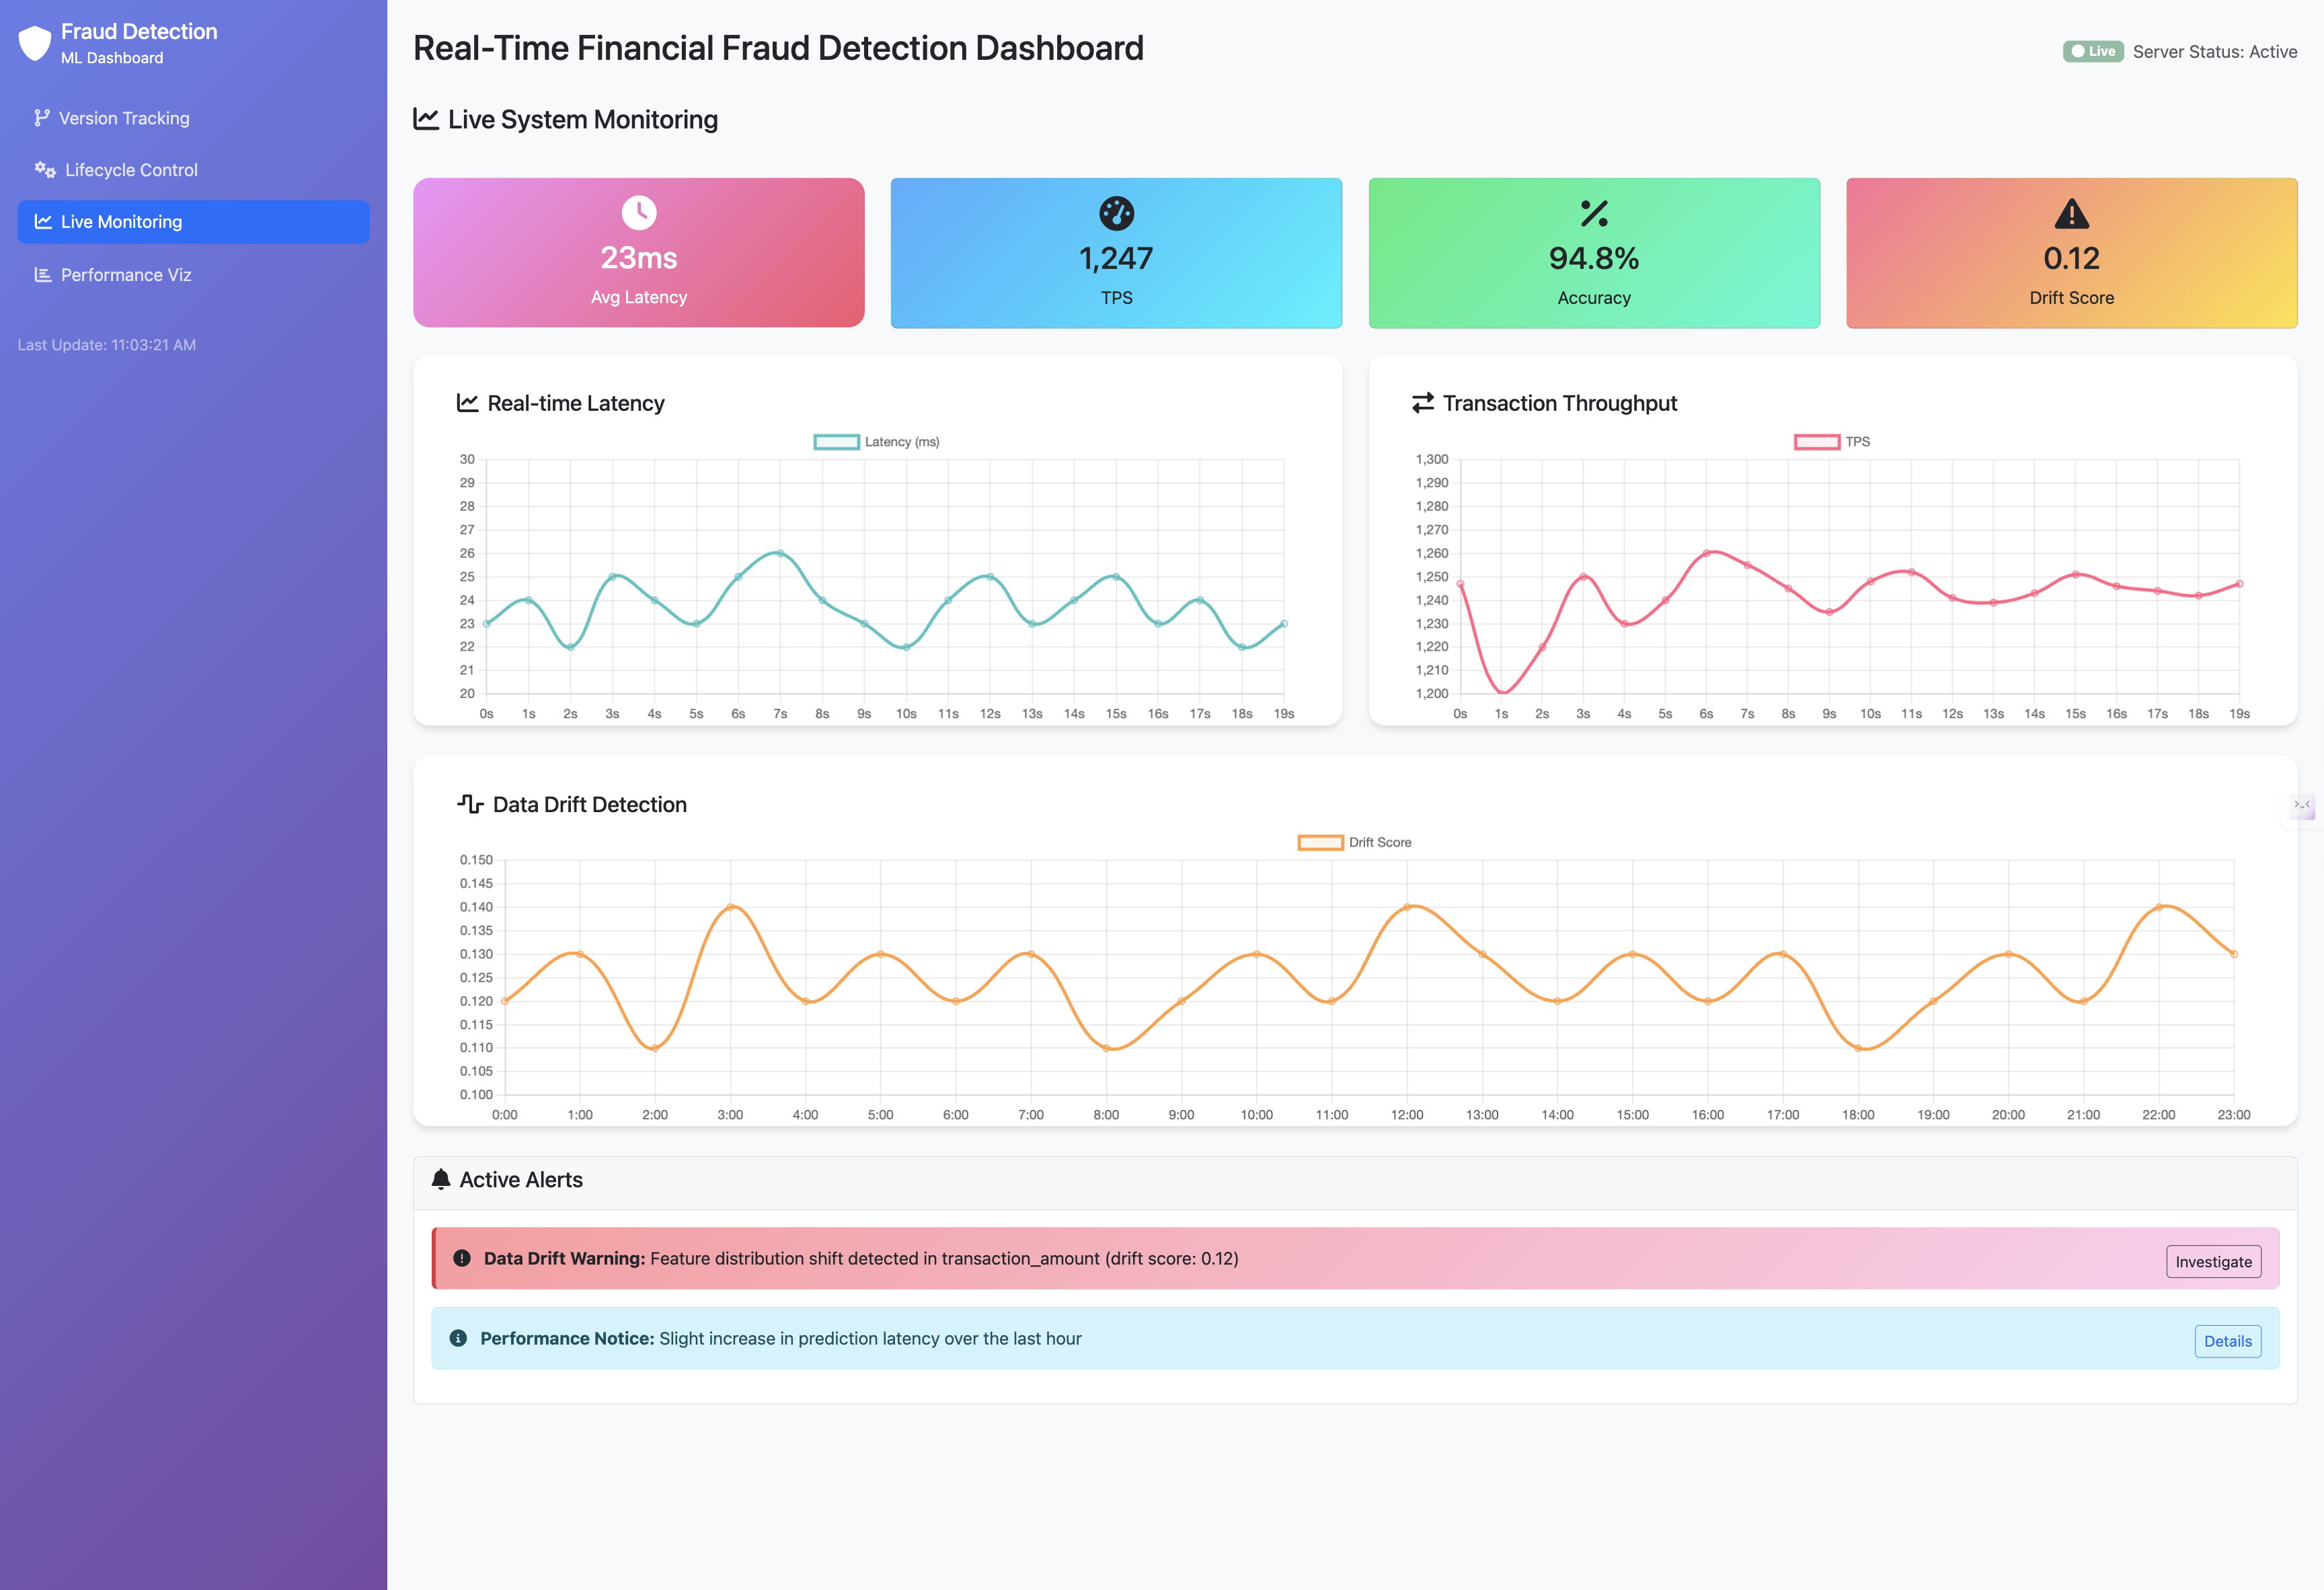 Fraud Detection
ML Dashboard
Version Tracking
Lifecycle Control
Live Monitoring
Performance Viz
Last Update: 11:03:21 AM
Real-Time Financial Fraud Detection Dashboard
Live Server Status: Active
Live System Monitoring
23ms
Avg Latency
1,247
TPS
94.8%
Accuracy
0.12
Drift Score
Real-time Latency
Latency (ms)
30
29
28
27
26
25
24
23
22
21
20
0s 1s 2s 3s 4s 5s 6s 7s 8s 9s 10s 11s 12s 13s 14s 15s 16s 17s 18s 19s
Transaction Throughput
TPS
1,300
1,290
1,280
1,270
1,260
1,250
1,240
1,230
1,220
1,210
1,200
0s 1s 2s 3s 4s 5s 6s 7s 8s 9s 10s 11s 12s 13s 14s 15s 16s 17s 18s 19s
Data Drift Detection
Drift Score
0.150
0.145
0.140
0.135
0.130
0.125
0.120
0.115
0.110
0.105
0.100
0:00 1:00 2:00 3:00 4:00 5:00 6:00 7:00 8:00 9:00 10:00 11:00 12:00 13:00 14:00 15:00 16:00 17:00 18:00 19:00 20:00 21:00 22:00 23:00
Active Alerts
Data Drift Warning: Feature distribution shift detected in transaction_amount (drift score: 0.12)
Investigate
Performance Notice: Slight increase in prediction latency over the last hour
Details